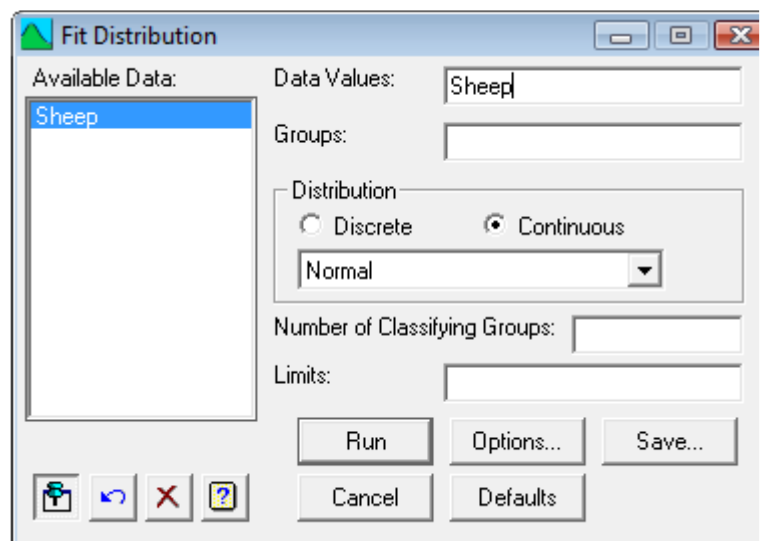 Fit Distribution
Available Data:
Sheep
Data Values:
Sheep
Groups:
Distribution
Discrete
Continuous
Normal
Number of Classifying Groups:
Limits:
Run
Options...
Save...
Cancel
Defaults